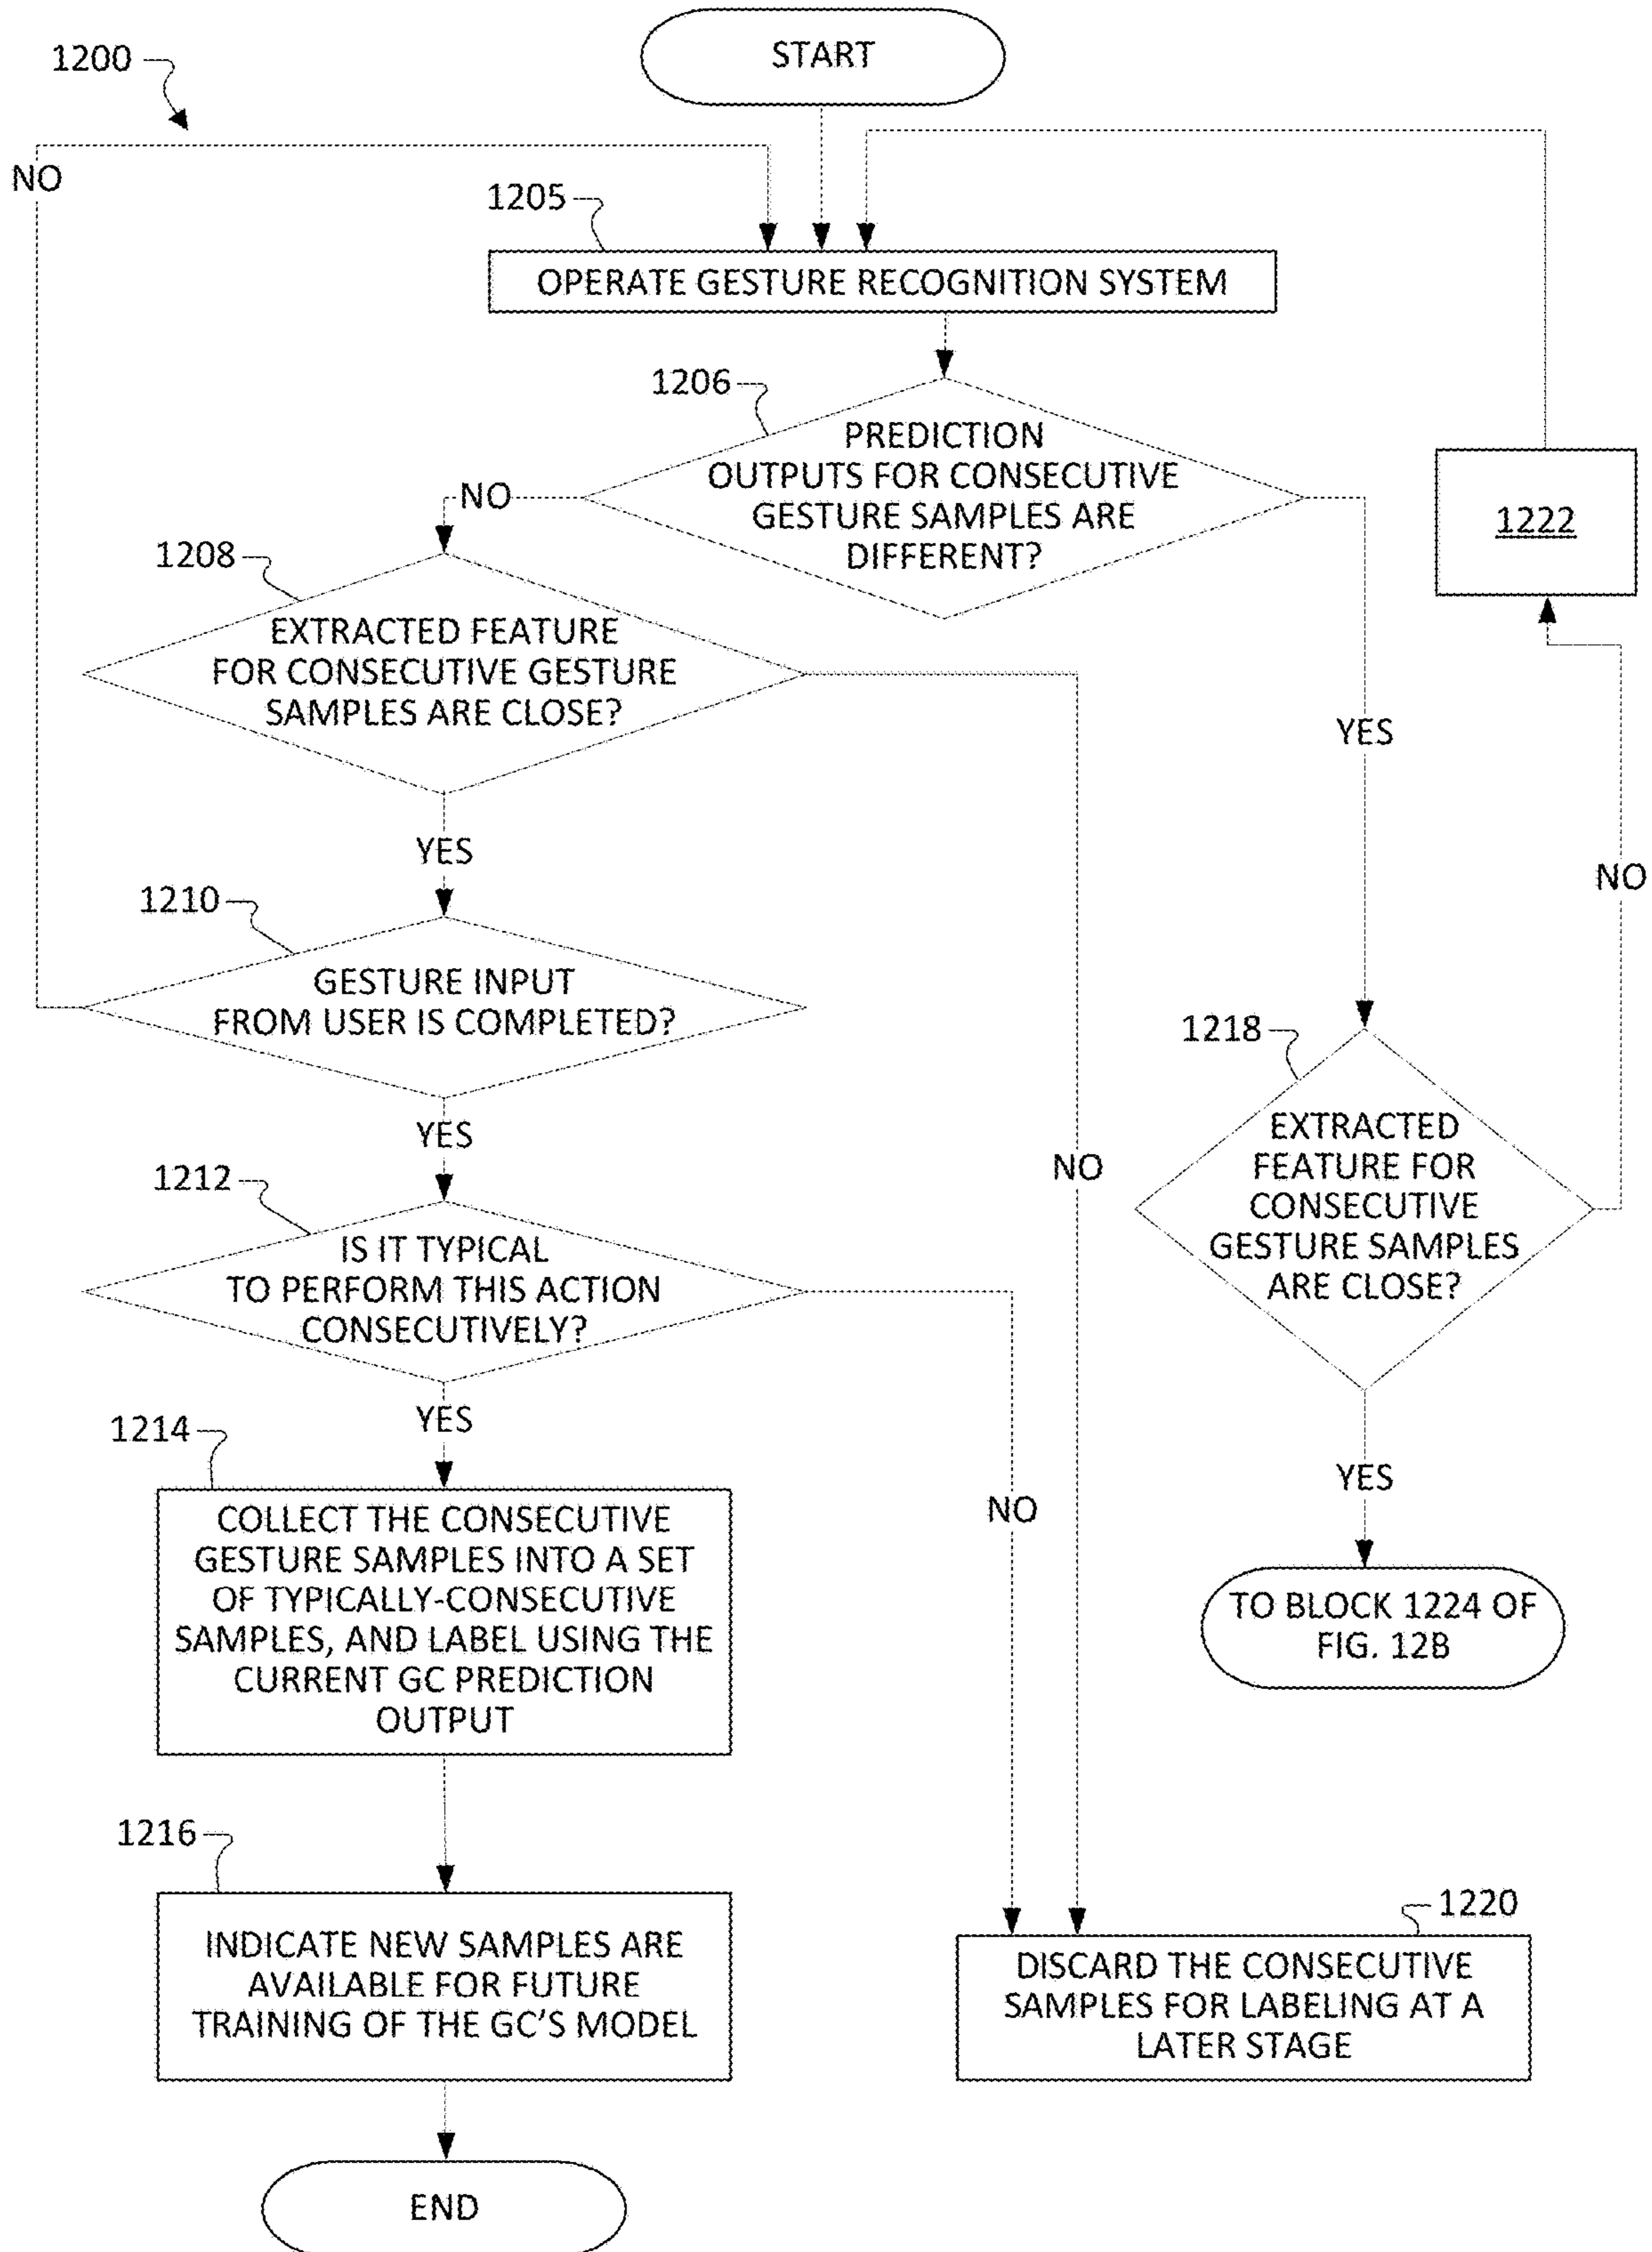 START
1200
NO
1205
OPERATE GESTURE RECOGNITION SYSTEM
1206
PREDICTION
OUTPUTS FOR CONSECUTIVE
GESTURE SAMPLES ARE
DIFFERENT?
NO
1222
1208
EXTRACTED FEATURE
FOR CONSECUTIVE GESTURE
SAMPLES ARE CLOSE?
YES
YES
NO
1210
GESTURE INPUT
FROM USER IS COMPLETED?
1218
EXTRACTED
FEATURE FOR
CONSECUTIVE
GESTURE SAMPLES
ARE CLOSE?
YES
NO
1212
IS IT TYPICAL
TO PERFORM THIS ACTION
CONSECUTIVELY?
YES
YES
NO
1214
COLLECT THE CONSECUTIVE
GESTURE SAMPLES INTO A SET
OF TYPICALLY-CONSECUTIVE
SAMPLES, AND LABEL USING THE
CURRENT GC PREDICTION
OUTPUT
TO BLOCK 1224 OF
FIG. 12B
1216
INDICATE NEW SAMPLES ARE
AVAILABLE FOR FUTURE
TRAINING OF THE GC'S MODEL
1220
DISCARD THE CONSECUTIVE
SAMPLES FOR LABELING AT A
LATER STAGE
END